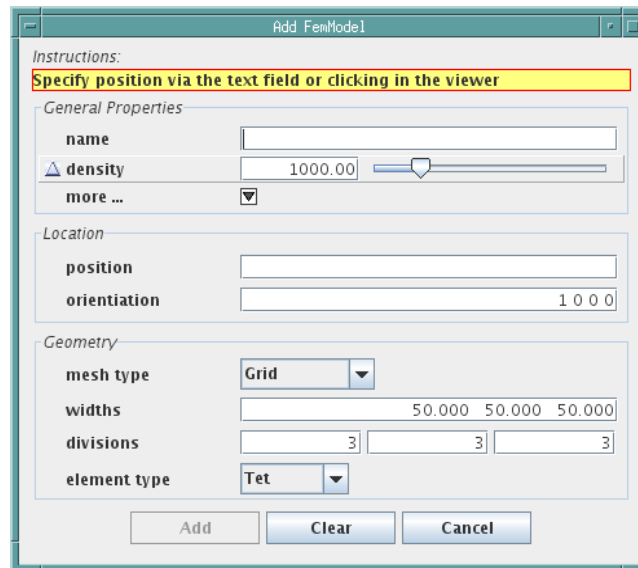 Add FemModel
Instructions:
Specify position via the text field or clicking in the viewer
General Properties
name
density 1000.00
more ...
Location
position
orientiation 1 0 0 0
Geometry
mesh type Grid
widths 50.000 50.000 50.000
divisions 3 3 3
element type Tet
Add Clear Cancel